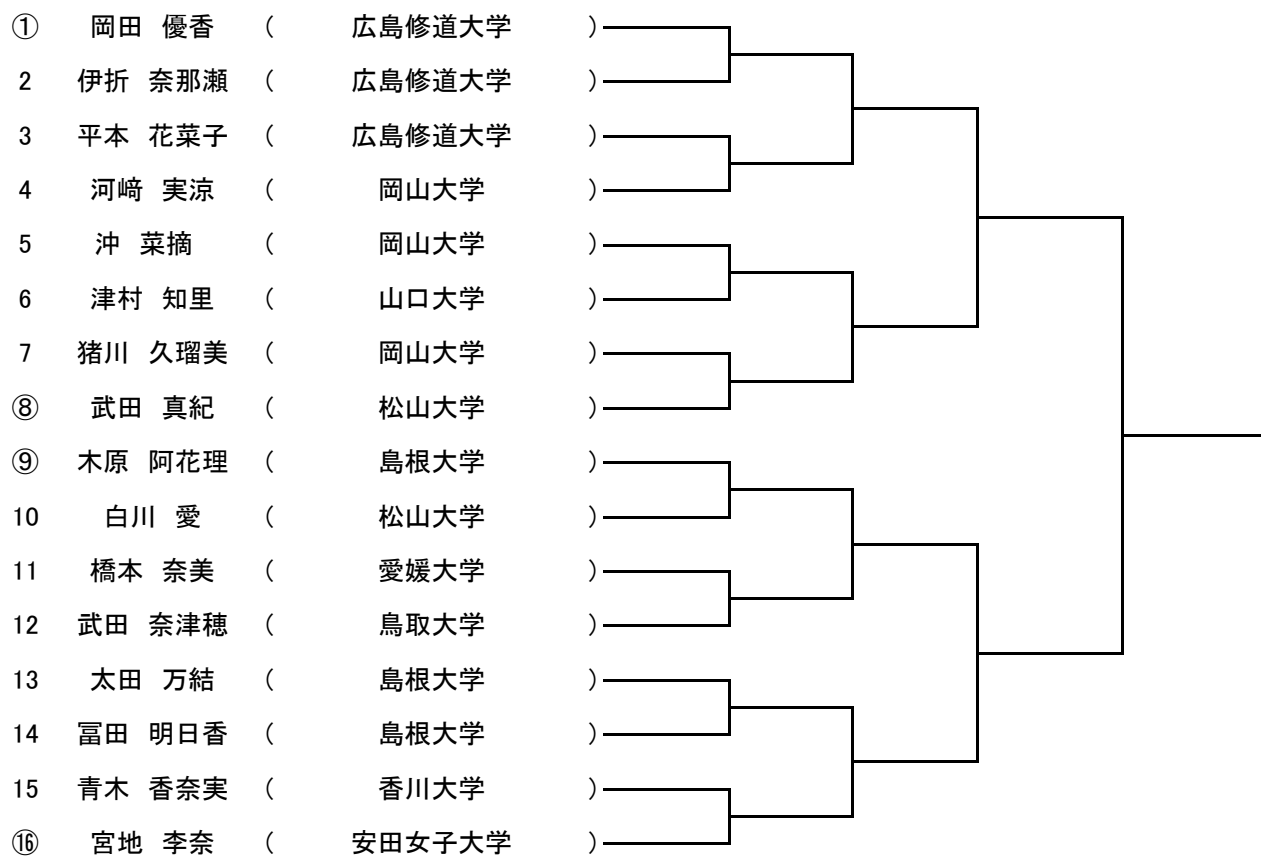 ① 岡田 優香 ( 広島修道大学 )
2 伊折 奈那瀬 ( 広島修道大学 )
3 平本 花菜子 ( 広島修道大学 )
4 河﨑 実涼 ( 岡山大学 )
5 沖 菜摘 ( 岡山大学 )
6 津村 知里 ( 山口大学 )
7 猪川 久瑠美 ( 岡山大学 )
⑧ 武田 真紀 ( 松山大学 )
⑨ 木原 阿花理 ( 島根大学 )
10 白川 愛 ( 松山大学 )
11 橋本 奈美 ( 愛媛大学 )
12 武田 奈津穂 ( 鳥取大学 )
13 太田 万結 ( 島根大学 )
14 冨田 明日香 ( 島根大学 )
15 青木 香奈実 ( 香川大学 )
⑯ 宮地 李奈 ( 安田女子大学 )